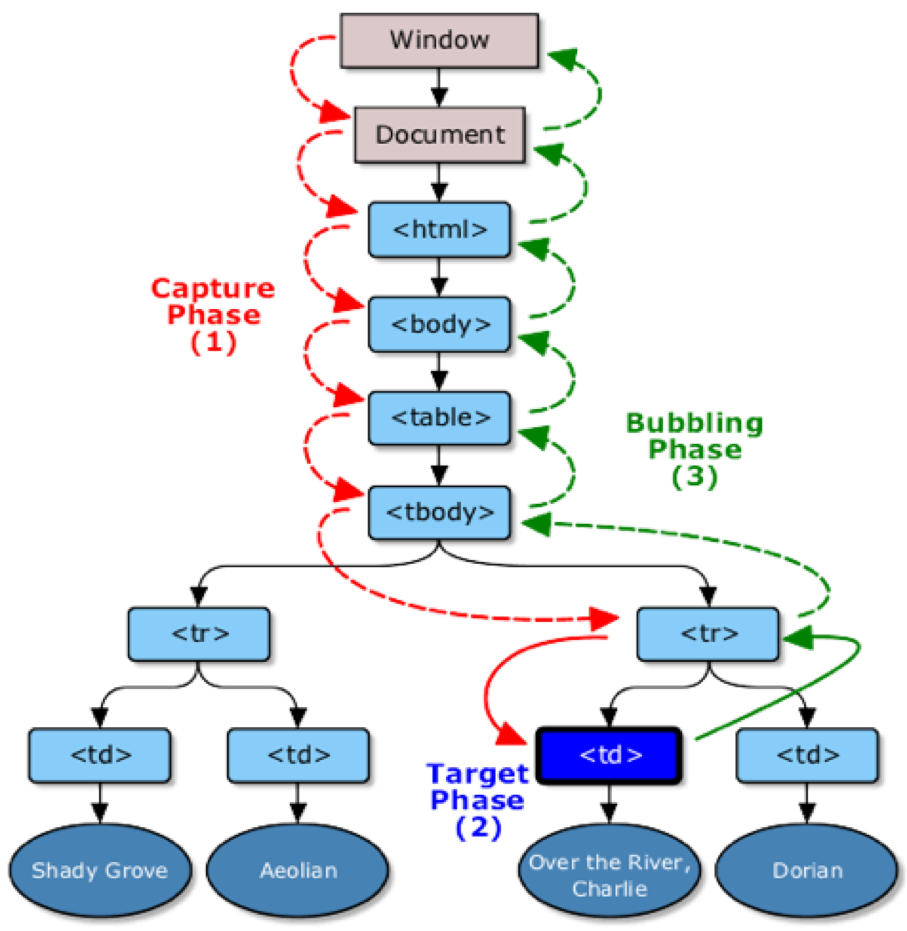 Window
Document
<html>
Capture
Phase
(1)
<body>
<table>
Bubbling
Phase
(3)
<tbody>
<tr>
<tr>
<td>
<td>
<td>
<td>
Target
Phase
(2)
Shady Grove
Aeolian
Over the River,
Charlie
Dorian